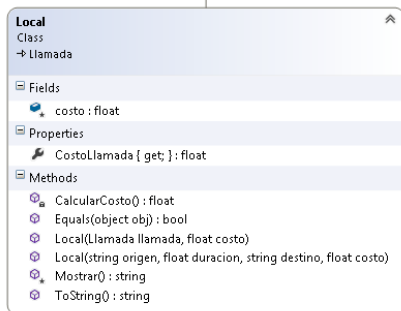 Local
Class
Llamada
Fields
costo : float
Properties
CostoLlamada { get; } : float
Methods
CalcularCosto() : float
Equals(object obj) : bool
Local(Llamada llamada, float costo)
Local(string origen, float duracion, string destino, float costo)
Mostrar() : string
ToString() : string